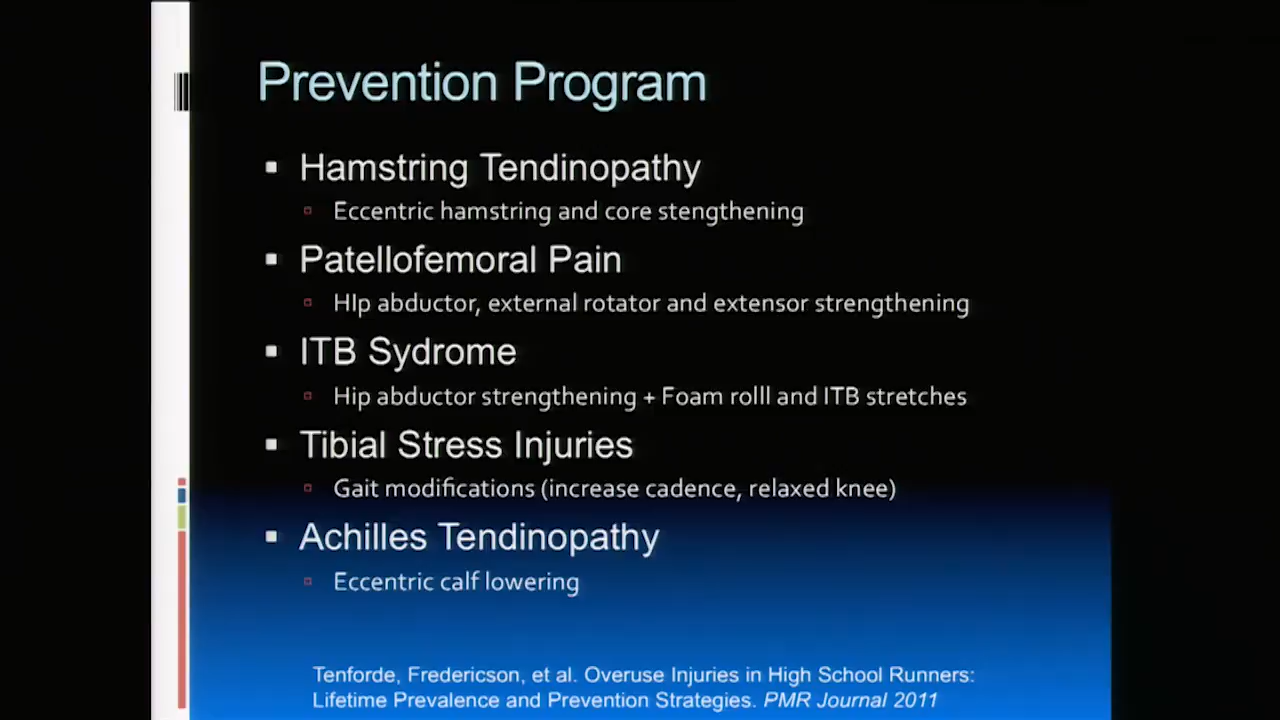 Prevention Program
Hamstring Tendinopathy
Eccentric hamstring and core stengthening
Patellofemoral Pain
HIp abductor, external rotator and extensor strengthening
ITB Sydrome
Hip abductor strengthening + Foam rolll and ITB stretches
Tibial Stress Injuries
Gait modifications (increase cadence, relaxed knee)
Achilles Tendinopathy
Eccentric calf lowering
Tenforde, Fredericson, et al. Overuse Injuries in High School Runners:
Lifetime Prevalence and Prevention Strategies. PMR Journal 2011